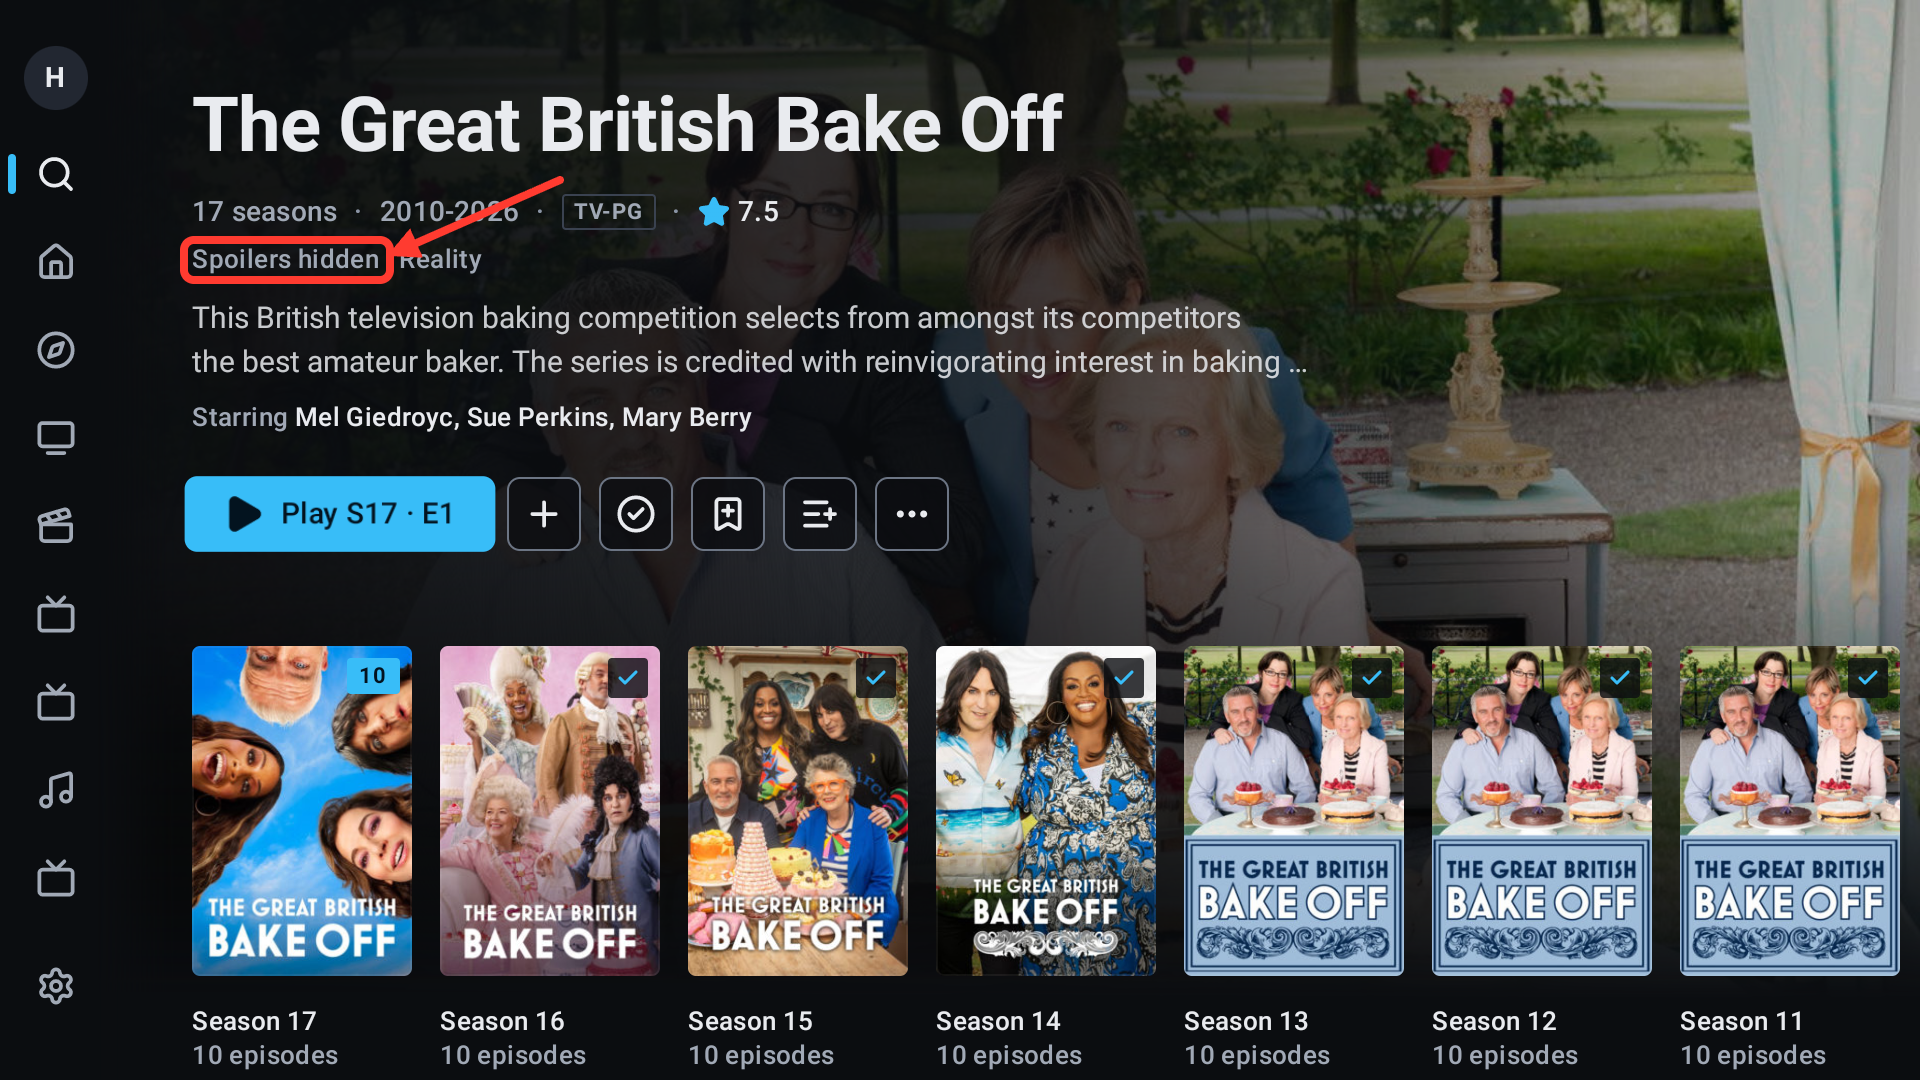 H
The Great British Bake Off
17 seasons · 2010-2026 · TV-PG · 7.5
Spoilers hidden Reality
This British television baking competition selects from amongst its competitors
the best amateur baker. The series is credited with reinvigorating interest in baking ...
Starring Mel Giedroyc, Sue Perkins, Mary Berry
Play S17 · E1
10
THE GREAT BRITISH
BAKE OFF
THE GREAT BRITISH
BAKE OFF
THE GREAT BRITISH
BAKE OFF
THE GREAT BRITISH
BAKE OFF
THE GREAT BRITISH
BAKE OFF
THE GREAT BRITISH
BAKE OFF
THE GREAT BRITISH
BAKE OFF
Season 17
10 episodes
Season 16
10 episodes
Season 15
10 episodes
Season 14
10 episodes
Season 13
10 episodes
Season 12
10 episodes
Season 11
10 episodes